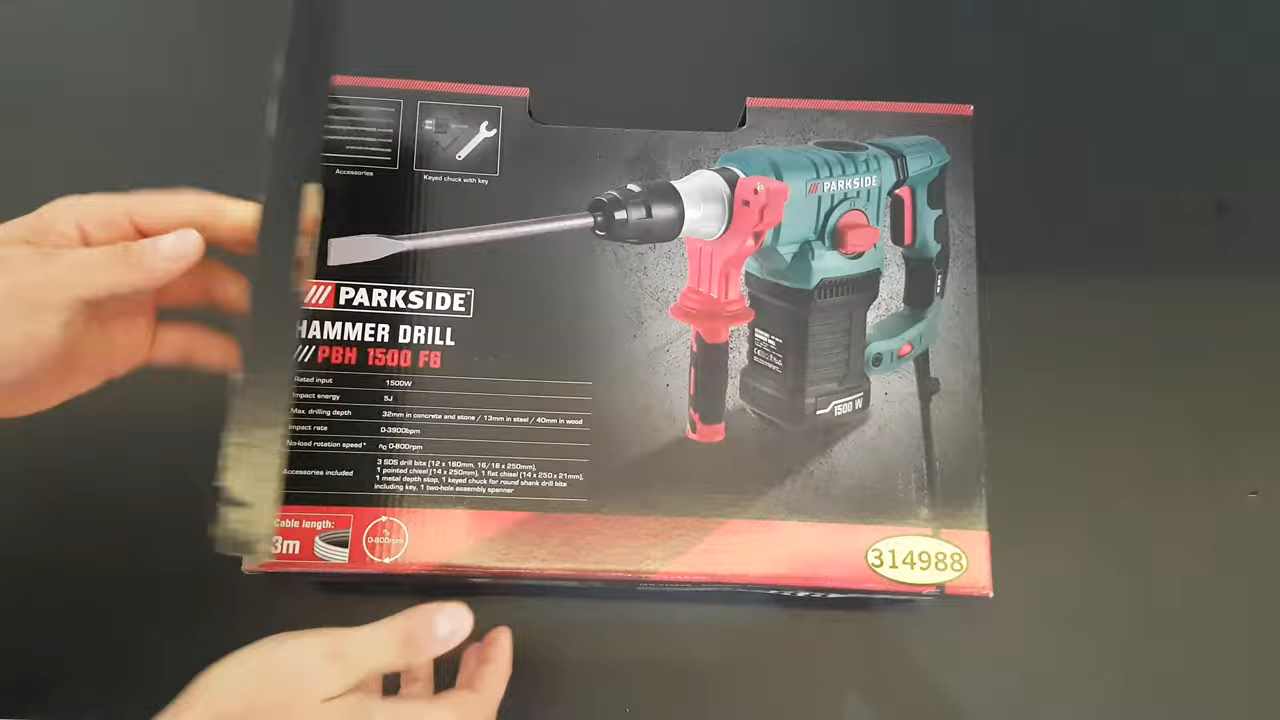 Accessories
Keyed chuck with key
/// PARKSIDE
/// PARKSIDE®
HAMMER DRILL
/// PBH 1500 F6
Rated input 1500W
Impact energy 5J
Max. drilling depth 32mm in concrete and stone / 13mm in steel / 40mm in wood
Impact rate 0-3900bpm
No-load rotation speed* n₀ 0-800rpm
Accessories included 3 SDS drill bits (12 x 160mm, 16/18 x 250mm),
1 pointed chisel (14 x 250mm), 1 flat chisel (14 x 250 x 21mm),
1 metal depth stop, 1 keyed chuck for round shank drill bits
including key, 1 two-hole assembly spanner
1500 W
Cable length:
3m
n₀
0-800rpm
314988